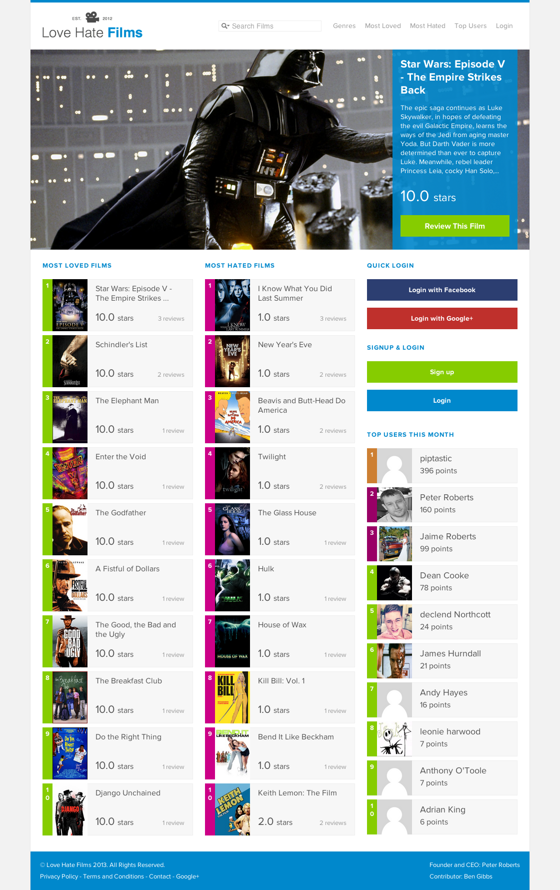 EST. 2012
Love Hate Films
Search Films
Genres Most Loved Most Hated Top Users Login
Star Wars: Episode V
- The Empire Strikes
Back
The epic saga continues as Luke
Skywalker, in hopes of defeating
the evil Galactic Empire, learns the
ways of the Jedi from aging master
Yoda. But Darth Vader is more
determined than ever to capture
Luke. Meanwhile, rebel leader
Princess Leia, cocky Han Solo,...
10.0 stars
Review This Film
MOST LOVED FILMS
1
Star Wars: Episode V -
The Empire Strikes ...
10.0 stars 3 reviews
2
Schindler's List
10.0 stars 2 reviews
3
The Elephant Man
10.0 stars 1 review
4
Enter the Void
10.0 stars 1 review
5
The Godfather
10.0 stars 1 review
6
A Fistful of Dollars
10.0 stars 1 review
7
The Good, the Bad and
the Ugly
10.0 stars 1 review
8
The Breakfast Club
10.0 stars 1 review
9
Do the Right Thing
10.0 stars 1 review
10
DJANGO
Django Unchained
10.0 stars 1 review
MOST HATED FILMS
1
I Know What You Did
Last Summer
1.0 stars 3 reviews
2
NEW YEAR'S EVE
New Year's Eve
1.0 stars 2 reviews
3
Beavis and Butt-Head Do
America
1.0 stars 2 reviews
4
twilight
Twilight
1.0 stars 2 reviews
5
The Glass House
1.0 stars 1 review
6
HULK
Hulk
1.0 stars 1 review
7
HOUSE OF WAX
House of Wax
1.0 stars 1 review
8
KILL BILL
Kill Bill: Vol. 1
1.0 stars 1 review
9
Bend It Like Beckham
1.0 stars 1 review
10
KEITH LEMON
Keith Lemon: The Film
2.0 stars 2 reviews
QUICK LOGIN
Login with Facebook
Login with Google+
SIGNUP & LOGIN
Sign up
Login
TOP USERS THIS MONTH
1
piptastic
396 points
2
Peter Roberts
160 points
3
Jaime Roberts
99 points
4
Dean Cooke
78 points
5
declend Northcott
24 points
6
James Hurndall
21 points
7
Andy Hayes
16 points
8
leonie harwood
7 points
9
Anthony O'Toole
7 points
10
Adrian King
6 points
© Love Hate Films 2013. All Rights Reserved.
Privacy Policy - Terms and Conditions - Contact - Google+
Founder and CEO: Peter Roberts
Contributor: Ben Gibbs